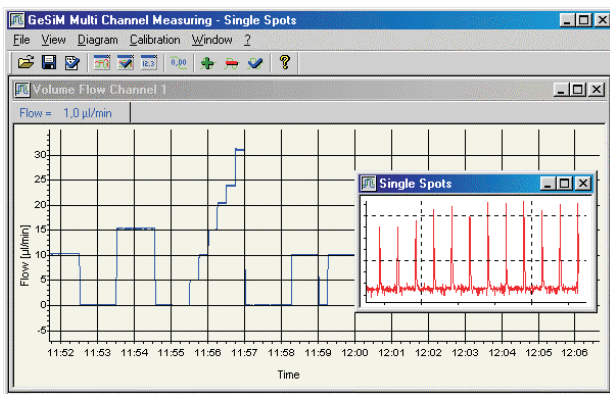 GeSiM Multi Channel Measuring - Single Spots
File View Diagram Calibration Window ?
12.3 0,00
Volume Flow Channel 1
Flow = 1,0 µl/min
Single Spots
30
25
20
15
10
5
0
-5
Flow [µl/min]
11:52 11:53 11:54 11:55 11:56 11:57 11:58 11:59 12:00 12:01 12:02 12:03 12:04 12:05 12:06
Time